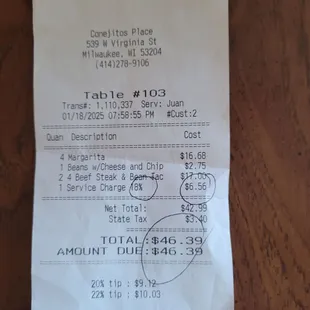 Conejitos Place
539 W Virginia St
Milwaukee, WI 53204
(414)278-9106
Table #103
Trans#: 1,110,337 Serv: Juan
01/18/2025 07:58:55 PM #Cust:2
Quan Description Cost
4 Margarita $16.68
1 Beans w/Cheese and Chip $2.75
2 4 Beef Steak & Bean Tac $17.00
1 Service Charge 18% $6.56
Net Total: $42.99
State Tax $3.40
TOTAL:$46.39
AMOUNT DUE:$46.39
20% tip : $9.12
22% tip : $10.03